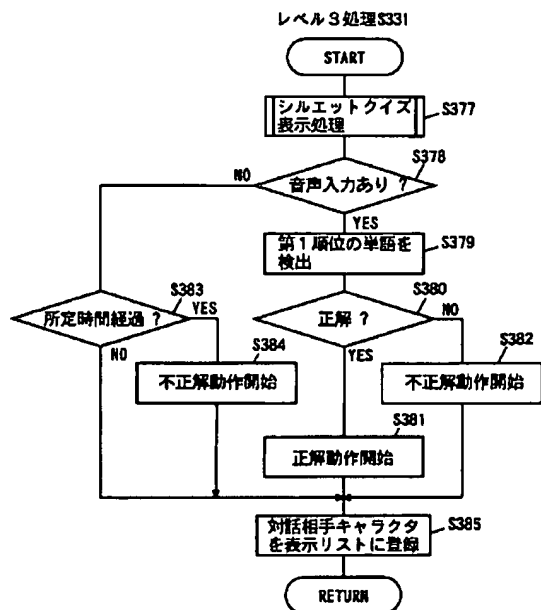 レベル3処理S331
START
シルエットクイズ
表示処理
S377
S378
音声入力あり ?
NO
YES
第1順位の単語を
検出
S379
S383
所定時間経過 ?
YES
NO
S380
正解 ?
NO
YES
S384
不正解動作開始
S382
不正解動作開始
S381
正解動作開始
対話相手キャラクタ
を表示リストに登録
S385
RETURN